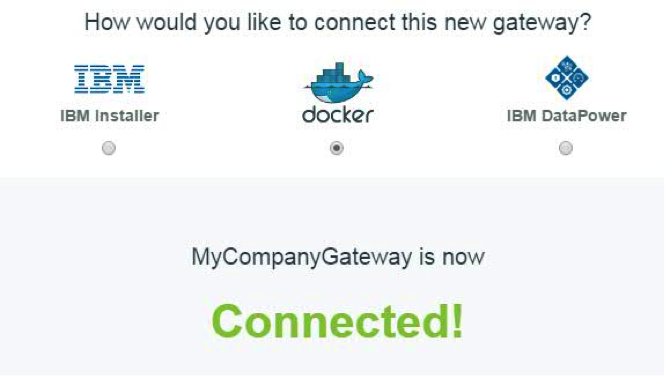 How would you like to connect this new gateway?
IBM docker
IBM Installer IBM DataPower
MyCompanyGateway is now
Connected!